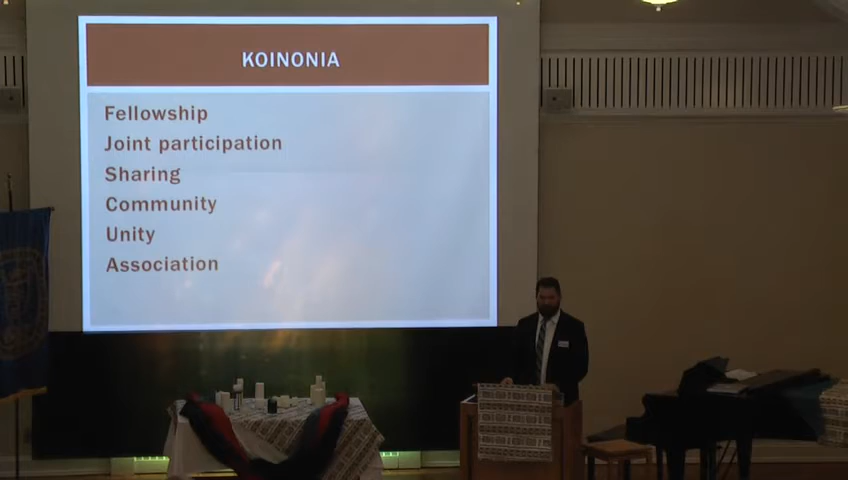 KOINONIA
Fellowship
Joint participation
Sharing
Community
Unity
Association